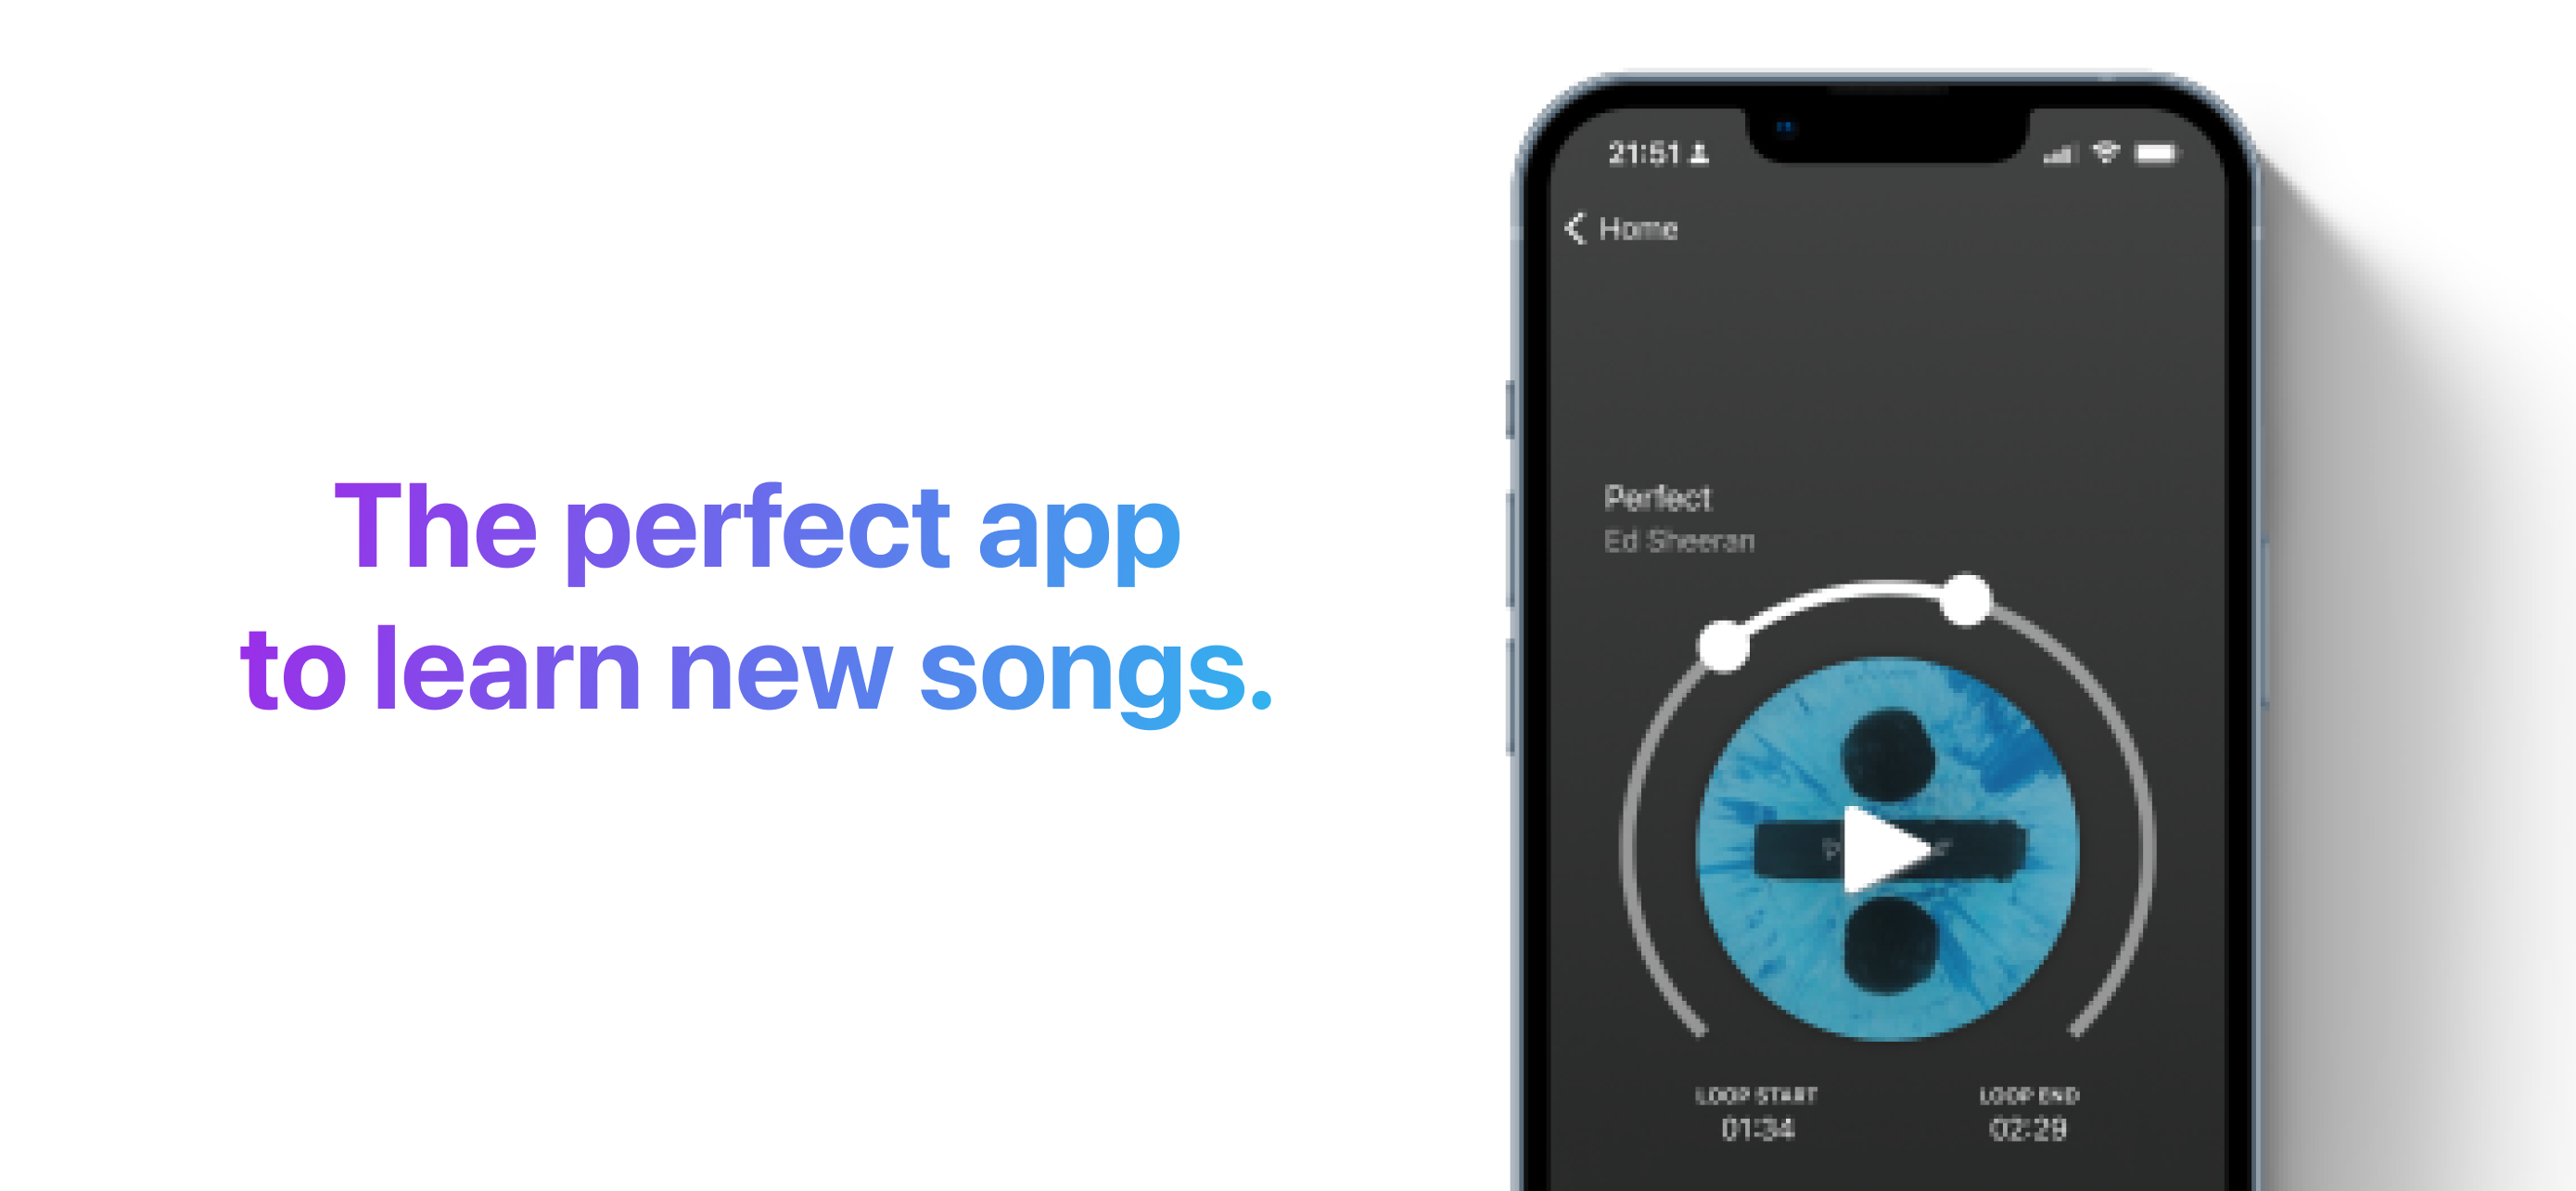 The perfect app
to learn new songs.
21:51
Home
Perfect
Ed Sheeran
LOOP START
LOOP END
01:34
02:29